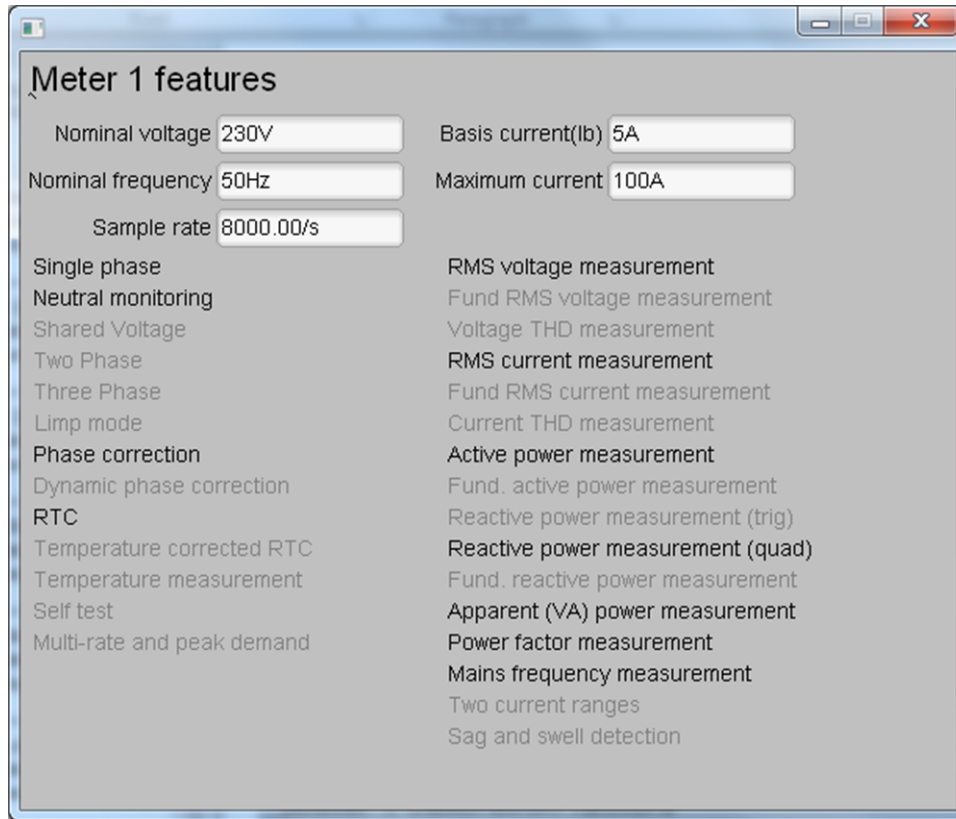 Meter 1 features
Nominal voltage 230V Basis current(Ib) 5A
Nominal frequency 50Hz Maximum current 100A
Sample rate 8000.00/s
Single phase RMS voltage measurement
Neutral monitoring Fund RMS voltage measurement
Shared Voltage Voltage THD measurement
Two Phase RMS current measurement
Three Phase Fund RMS current measurement
Limp mode Current THD measurement
Phase correction Active power measurement
Dynamic phase correction Fund. active power measurement
RTC Reactive power measurement (trig)
Temperature corrected RTC Reactive power measurement (quad)
Temperature measurement Fund. reactive power measurement
Self test Apparent (VA) power measurement
Multi-rate and peak demand Power factor measurement
Mains frequency measurement
Two current ranges
Sag and swell detection